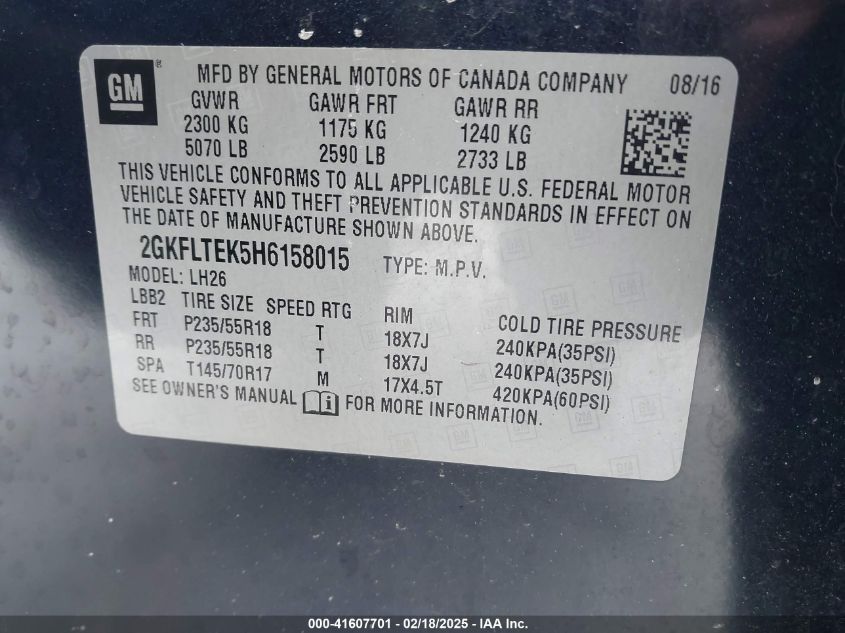 GM ®
MFD BY GENERAL MOTORS OF CANADA COMPANY 08/16
GVWR GAWR FRT GAWR RR
2300 KG 1175 KG 1240 KG
5070 LB 2590 LB 2733 LB
THIS VEHICLE CONFORMS TO ALL APPLICABLE U.S. FEDERAL MOTOR
VEHICLE SAFETY AND THEFT PREVENTION STANDARDS IN EFFECT ON
THE DATE OF MANUFACTURE SHOWN ABOVE.
2GKFLTEK5H6158015 TYPE: M.P.V.
MODEL: LH26
LBB2 TIRE SIZE SPEED RTG RIM COLD TIRE PRESSURE
FRT P235/55R18 T 18X7J 240KPA(35PSI)
RR P235/55R18 T 18X7J 240KPA(35PSI)
SPA T145/70R17 M 17X4.5T 420KPA(60PSI)
SEE OWNER'S MANUAL i FOR MORE INFORMATION.
000-41607701 - 02/18/2025 - IAA Inc.